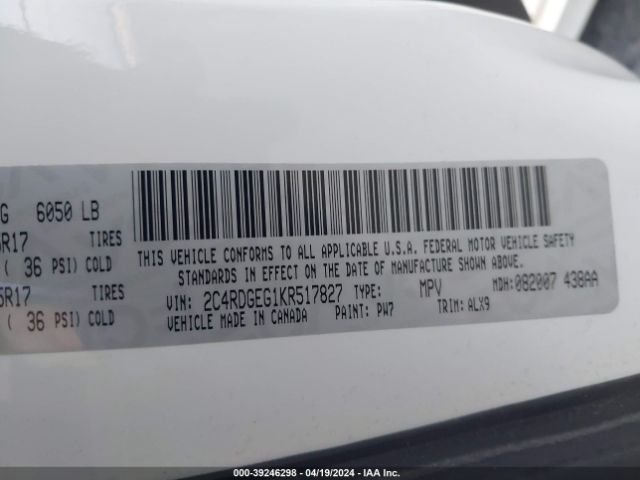 G 6050 LB
R17 TIRES
( 36 PSI) COLD
5R17 TIRES
( 36 PSI) COLD
THIS VEHICLE CONFORMS TO ALL APPLICABLE U.S.A. FEDERAL MOTOR VEHICLE SAFETY
STANDARDS IN EFFECT ON THE DATE OF MANUFACTURE SHOWN ABOVE.
VIN: 2C4RDGEG1KR517827 TYPE: MPV MDH: 082007 438AA
VEHICLE MADE IN CANADA PAINT: PW7 TRIM: ALX9
000-39246298 - 04/19/2024 - IAA Inc.